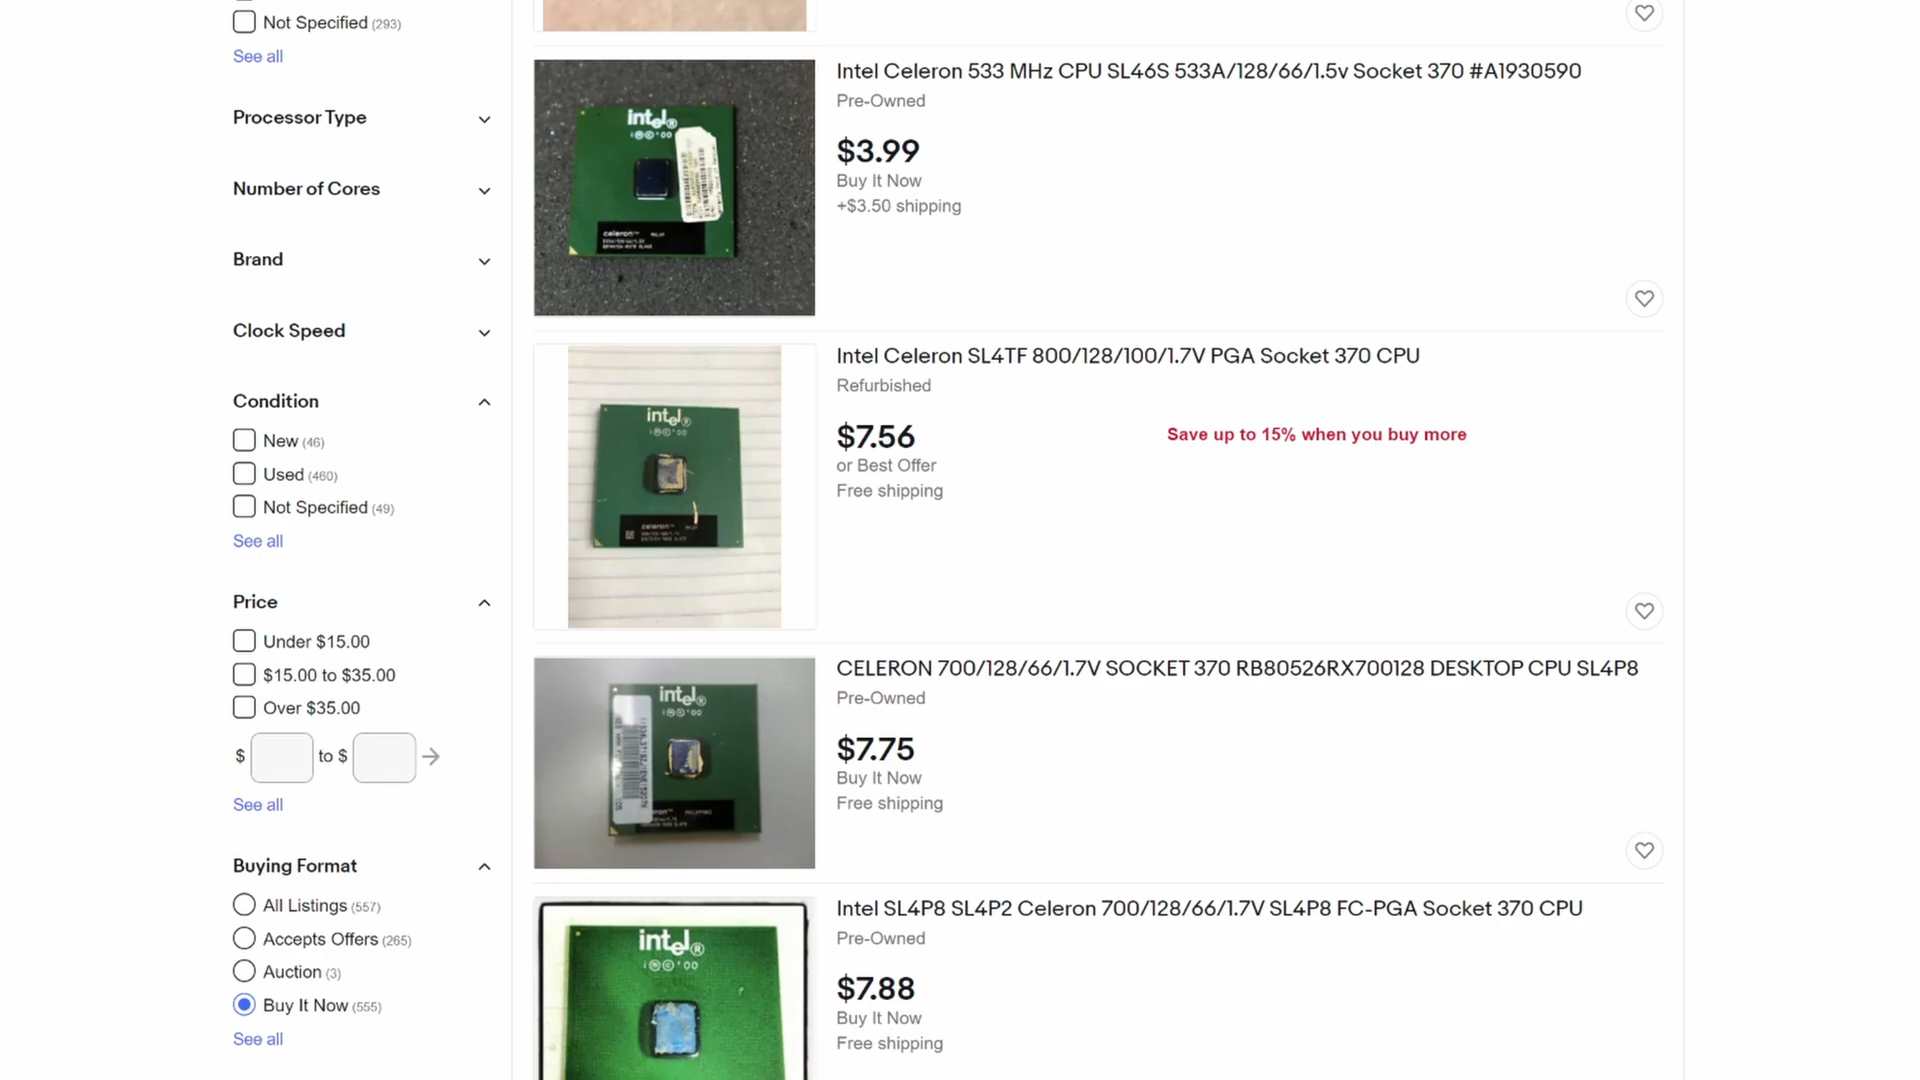 Not Specified (293)
See all
Processor Type
Number of Cores
Brand
Clock Speed
Condition
New (46)
Used (460)
Not Specified (49)
See all
Price
Under $15.00
$15.00 to $35.00
Over $35.00
$ to $
See all
Buying Format
All Listings (557)
Accepts Offers (265)
Auction (3)
Buy It Now (555)
See all
intel®
celeron™
Intel Celeron 533 MHz CPU SL46S 533A/128/66/1.5v Socket 370 #A1930590
Pre-Owned
$3.99
Buy It Now
+$3.50 shipping
intel®
celeron™
Intel Celeron SL4TF 800/128/100/1.7V PGA Socket 370 CPU
Refurbished
$7.56
or Best Offer
Free shipping
Save up to 15% when you buy more
intel®
CELERON 700/128/66/1.7V SOCKET 370 RB80526RX700128 DESKTOP CPU SL4P8
Pre-Owned
$7.75
Buy It Now
Free shipping
intel®
i Ⓜ © '00
Intel SL4P8 SL4P2 Celeron 700/128/66/1.7V SL4P8 FC-PGA Socket 370 CPU
Pre-Owned
$7.88
Buy It Now
Free shipping